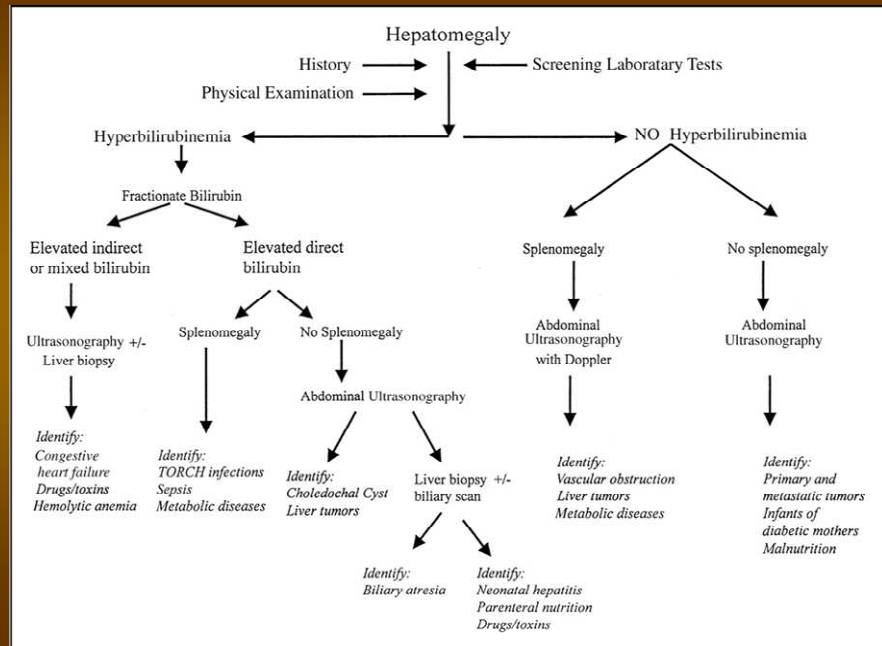 Hepatomegaly
History
Screening Laboratary Tests
Physical Examination
Hyperbilirubinemia
NO Hyperbilirubinemia
Fractionate Bilirubin
Elevated indirect
or mixed bilirubin
Elevated direct
bilirubin
Splenomegaly
No splenomegaly
Ultrasonography +/-
Liver biopsy
Splenomegaly
No Splenomegaly
Abdominal
Ultrasonography
with Doppler
Abdominal
Ultrasonography
Abdominal Ultrasonography
Identify:
Congestive
heart failure
Drugs/toxins
Hemolytic anemia
Identify:
TORCH infections
Sepsis
Metabolic diseases
Identify:
Choledochal Cyst
Liver tumors
Liver biopsy +/-
biliary scan
Identify:
Vascular obstruction
Liver tumors
Metabolic diseases
Identify:
Primary and
metastatic tumors
Infants of
diabetic mothers
Malnutrition
Identify:
Biliary atresia
Identify:
Neonatal hepatitis
Parenteral nutrition
Drugs/toxins